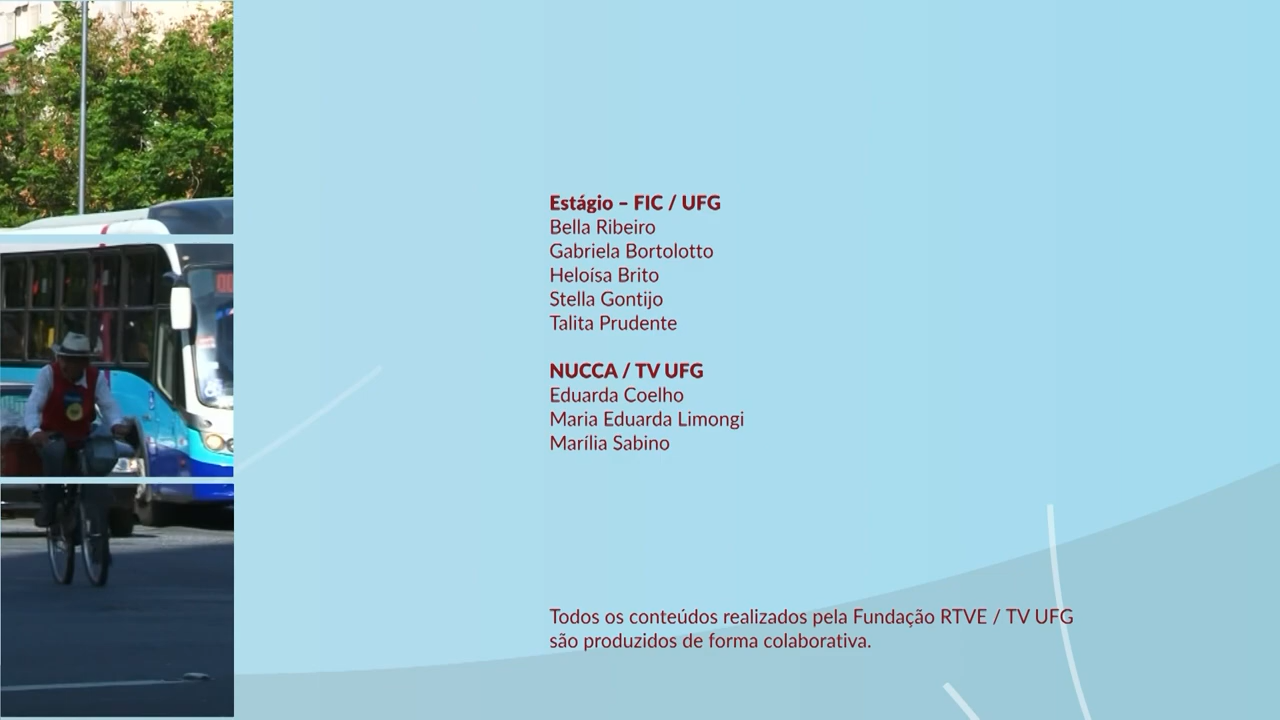 Estágio – FIC / UFG
Bella Ribeiro
Gabriela Bortolotto
Heloísa Brito
Stella Gontijo
Talita Prudente
NUCCA / TV UFG
Eduarda Coelho
Maria Eduarda Limongi
Marília Sabino
Todos os conteúdos realizados pela Fundação RTVE / TV UFG
são produzidos de forma colaborativa.